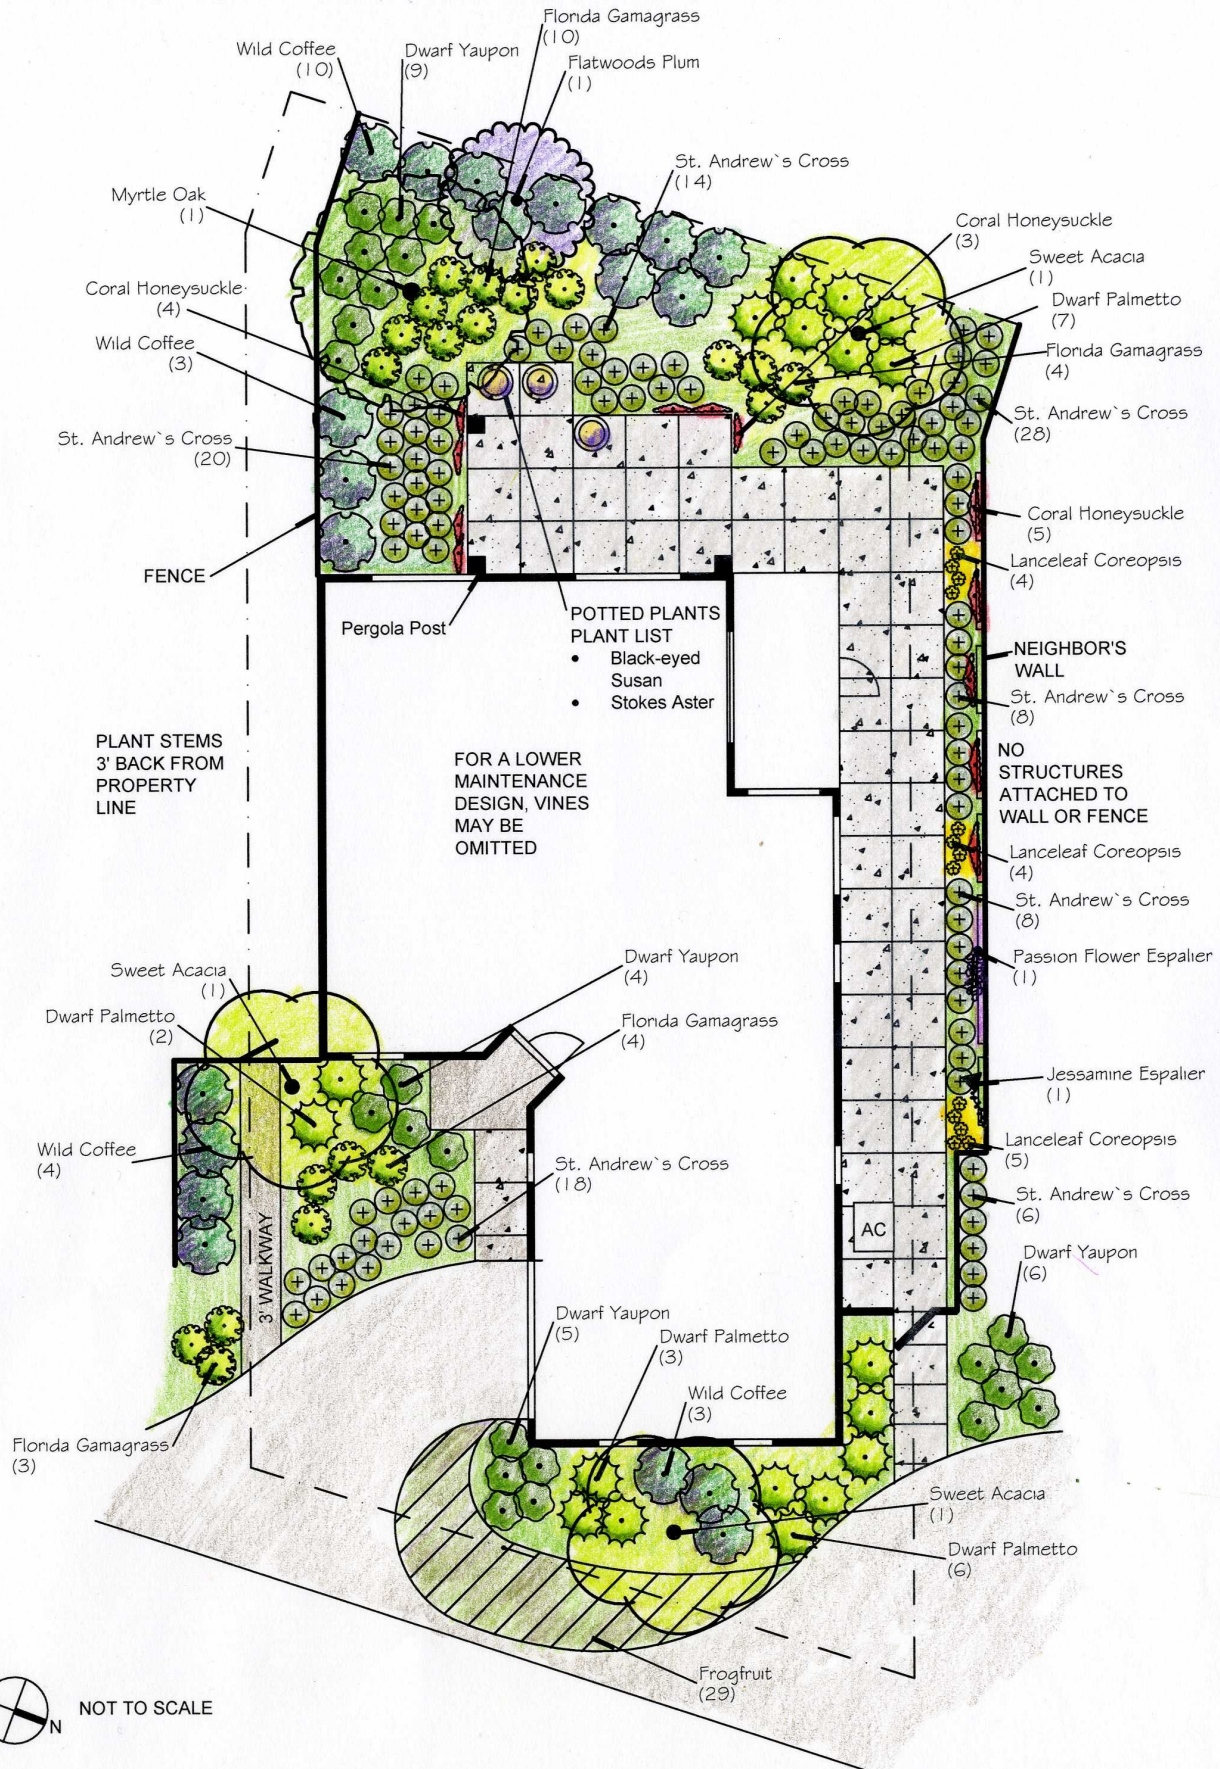 Florida Gamagrass
(10)
Wild Coffee
(10)
Dwarf Yaupon
(9)
Flatwoods Plum
(1)
St. Andrew`s Cross
(14)
Myrtle Oak
(1)
Coral Honeysuckle
(3)
Sweet Acacia
(1)
Coral Honeysuckle
(4)
Dwarf Palmetto
(7)
Wild Coffee
(3)
Florida Gamagrass
(4)
St. Andrew`s Cross
(28)
St. Andrew`s Cross
(20)
Coral Honeysuckle
(5)
Lanceleaf Coreopsis
(4)
FENCE
Pergola Post
POTTED PLANTS
PLANT LIST
• Black-eyed
Susan
• Stokes Aster
NEIGHBOR'S
WALL
St. Andrew`s Cross
(8)
PLANT STEMS
3' BACK FROM
PROPERTY
LINE
FOR A LOWER
MAINTENANCE
DESIGN, VINES
MAY BE
OMITTED
NO
STRUCTURES
ATTACHED TO
WALL OR FENCE
Lanceleaf Coreopsis
(4)
St. Andrew`s Cross
(8)
Passion Flower Espalier
(1)
Sweet Acacia
(1)
Dwarf Yaupon
(4)
Dwarf Palmetto
(2)
Florida Gamagrass
(4)
Jessamine Espalier
(1)
Wild Coffee
(4)
Lanceleaf Coreopsis
(5)
St. Andrew`s Cross
(18)
St. Andrew`s Cross
(6)
AC
3' WALKWAY
Dwarf Yaupon
(6)
Dwarf Yaupon
(5)
Dwarf Palmetto
(3)
Wild Coffee
(3)
Florida Gamagrass
(3)
Sweet Acacia
(1)
Dwarf Palmetto
(6)
Frogfruit
(29)
N
NOT TO SCALE